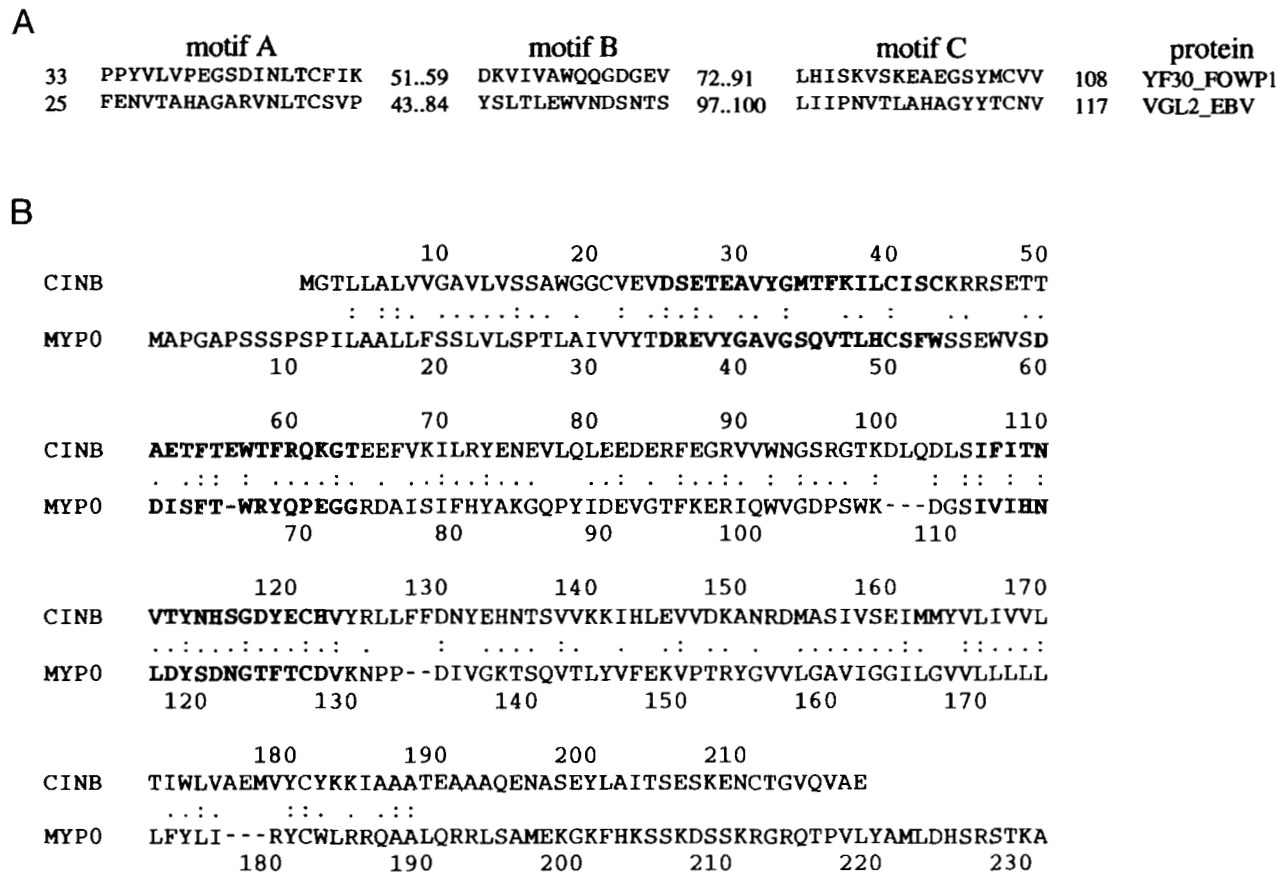 A
motif A motif B motif C protein
33 PPYVLVPEGSDINLTCFIK 51..59 DKVIVAWQQGDGEV 72..91 LHISKVSKEAEGSYMCVV 108 YF30_FOWP1
25 FENVTAHAGARVNLTCSVP 43..84 YSLTLEWVNDSNTS 97..100 LIIPNVTLAHAGYYTCNV 117 VGL2_EBV
B
10 20 30 40 50
CINB MGTLLALVVGAVLVSSAWGGCVEVDSETEAVYGMTFKILCISCKRRSETT
: ::. ......:. . : .:. . : . . : .. ..
MYP0 MAPGAPSSSPSPILAALLFSSLVLSPTLAIVVYTDREVYGAVGSQVTLHCSFWSSEWVSD
10 20 30 40 50 60
60 70 80 90 100 110
CINB AETFTEWTFRQKGTEEFVKILRYENEVLQLEEDERFEGRVVWNGSRGTKDLQDLSIFITN
. .:: : ..:. . . ..:..:... ..: .:..: :.. . : :.: :
MYP0 DISFT-WRYQPEGGRDAISIFHYAKGQPYIDEVGTFKERIQWVGDPSWK---DGSIVIHN
70 80 90 100 110
120 130 140 150 160 170
CINB VTYNHSGDYECHVYRLLFFDNYEHNTSVVKKIHLEVVDKANRDMASIVSEIMMYVLIVVL
..:...:.:.:.: . : ....:. ..: .. . .......: ..:..:
MYP0 LDYSDNGTFTCDVKNPP--DIVGKTSQVTLYVFEKVPTRYGVVLGAVIGGILGVVLLLLL
120 130 140 150 160 170
180 190 200 210
CINB TIWLVAEMVYCYKKIAAATEAAAQENASEYLAITSESKENCTGVQVAE
..:. ::. . .::
MYP0 LFYLI---RYCWLRRQAALQRRLSAMEKGKFHKSSKDSSKRGRQTPVLYAMLDHSRSTKA
180 190 200 210 220 230